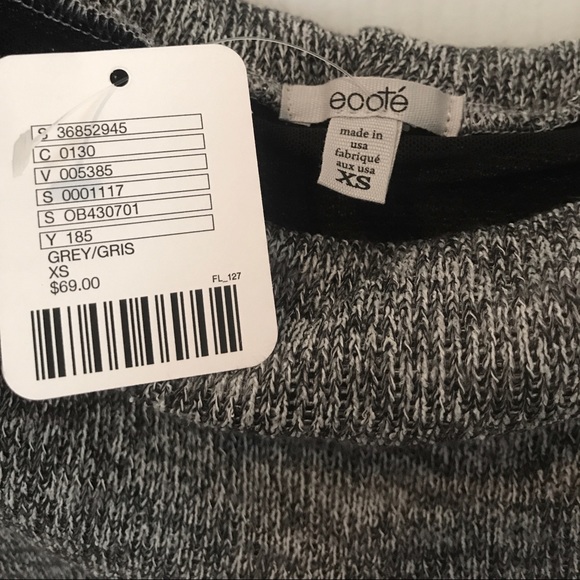 S 36852945
C 0130
V 005385
S 0001117
S OB430701
Y 185
GREY/GRIS
XS
$69.00
FL_127
ecoté
made in
usa
fabriqué
aux usa
XS